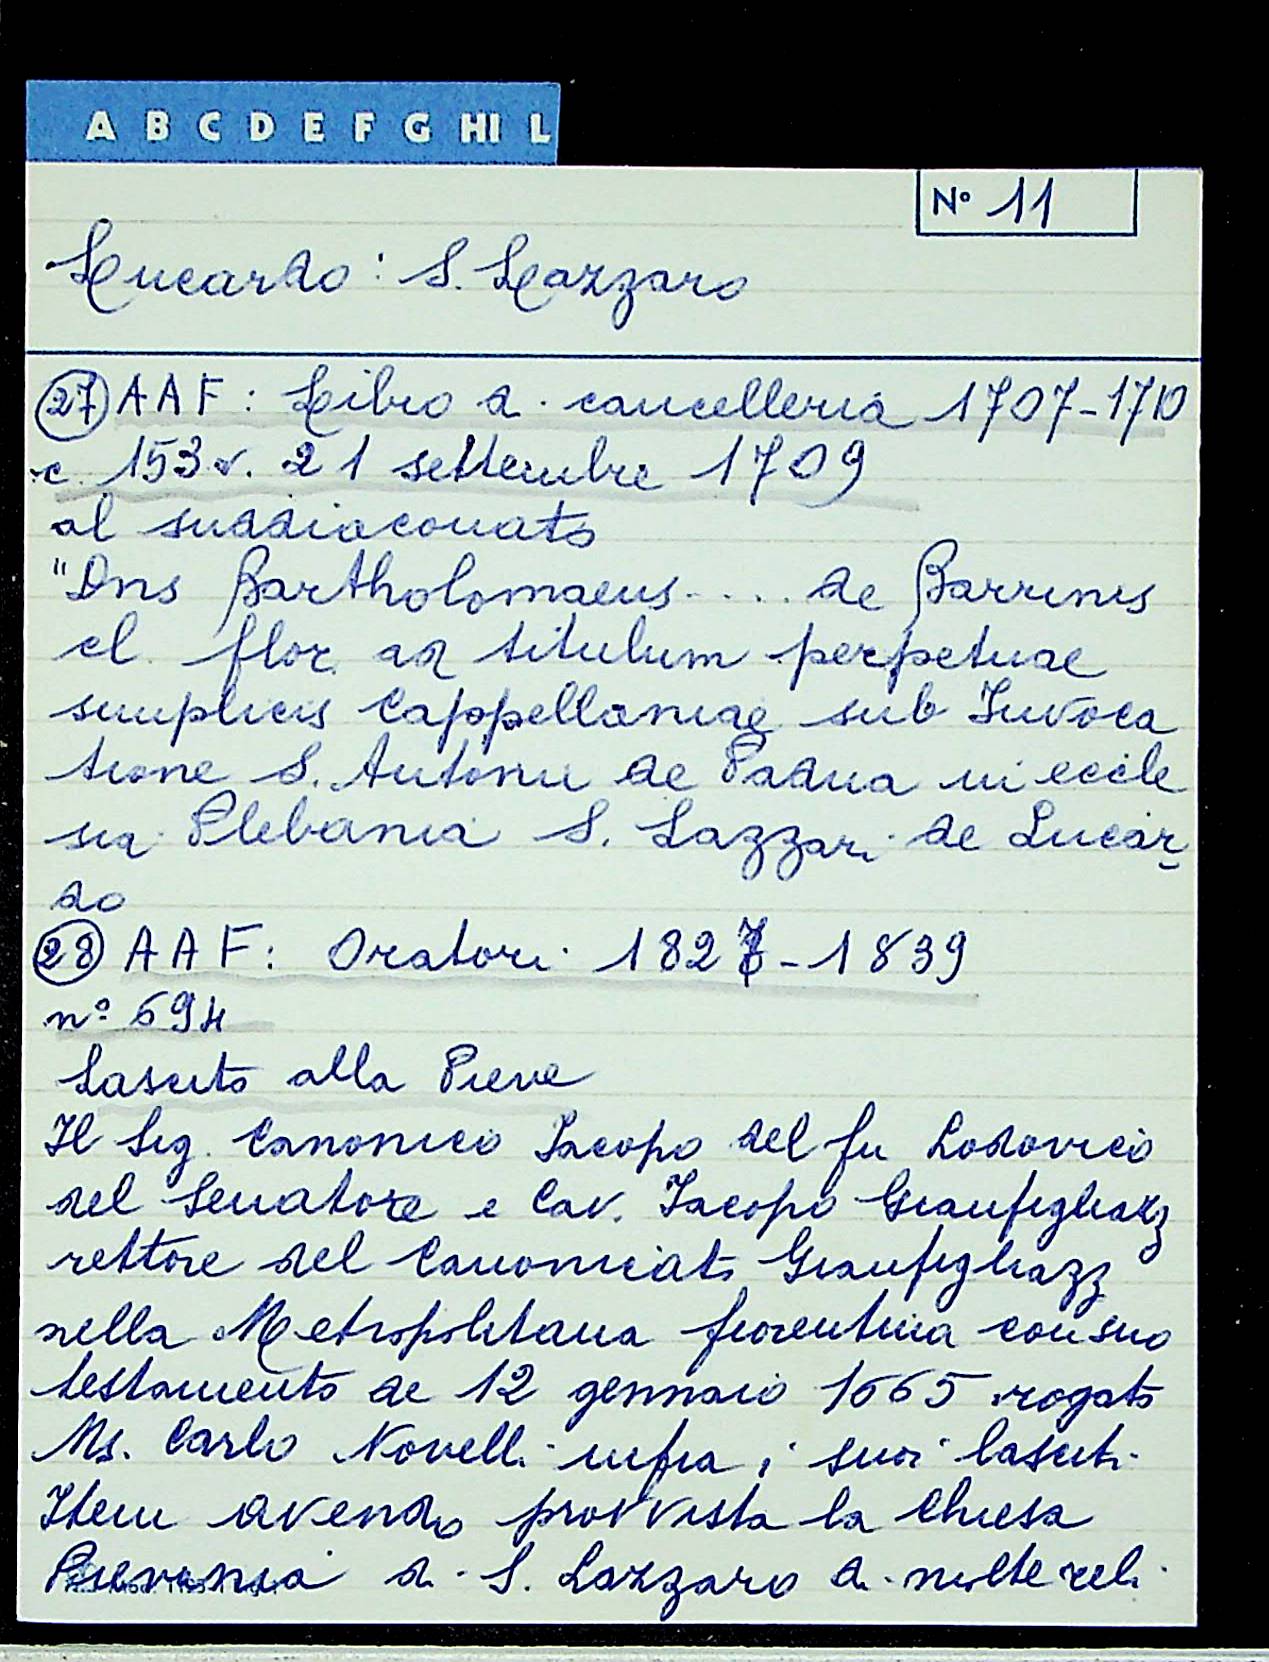 A B C D E F G HI L
N° 11
Lucardo: S. Lazzaro
27 AAF: Libro di cancelleria 1707-1710
c 153 v. 21 settembre 1709
al suddiaconato
"Dns Bartholomaeus.... de Barrinis
cl. flor. ad titulum perpetuae
simplicis Cappellaniae sub Invoca
tione S. Antonii de Padua in eccle
sia Plebania S. Lazzari de Lucar-
do
28 AAF: Oratori 1827-1839
n° 694
Lascito alla Pieve
Il Sig. Canonico Jacopo del fu Lodovico
del Senatore e Cav. Jacopo Gianfigliazz
rettore del Canonicato Gianfigliazz
nella Metropolitana fiorentina con suo
testamento de 12 gennaio 1665 rogato
Ms. Carlo Novelli infra i suoi lasciti
Item avendo provvista la Chiesa
Pievania di S. Lazzaro di molte reli